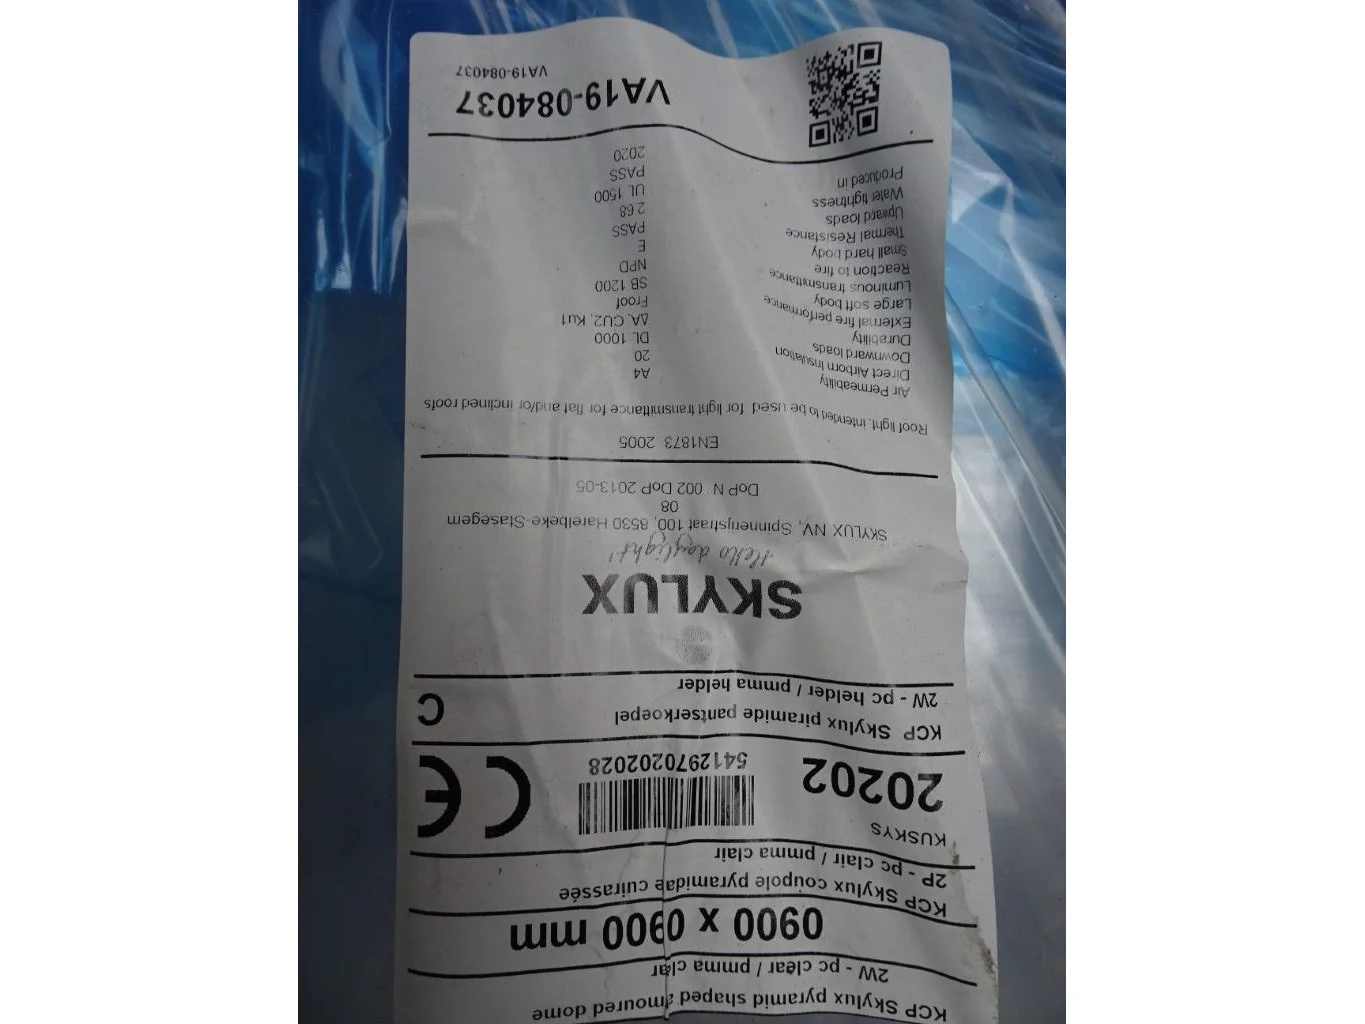 KCP Skylux pyramid shaped armoured dome
2W - pc clear / pmma clar
0900 x 0900 mm
KCP Skylux coupole pyramidae cuirassée
2P - pc clair / pmma clair
KUSKYS
20202
5412970202028
CE
KCP Skylux piramide pantserkoepel
2W - pc helder / pmma helder
C
SKYLUX
Hello daylight!
SKYLUX NV, Spinnerijstraat 100, 8530 Harelbeke-Stasegem
08
DoP N 002 DoP 2013-05
EN1873 2005
Roof light, intended to be used for light transmittance for flat and/or inclined roofs
Air Permeability A4
Direct Airborn Insulation 20
Downward loads DL 1000
Durability ΔA, CU2, Ku1
External fire performance Froof
Large soft body SB 1200
Luminous transmittance NPD
Reaction to fire E
Small hard body PASS
Thermal Resistance 2.68
Upward loads UL 1500
Water tightness PASS
Produced in 2020
VA19-084037
VA19-084037